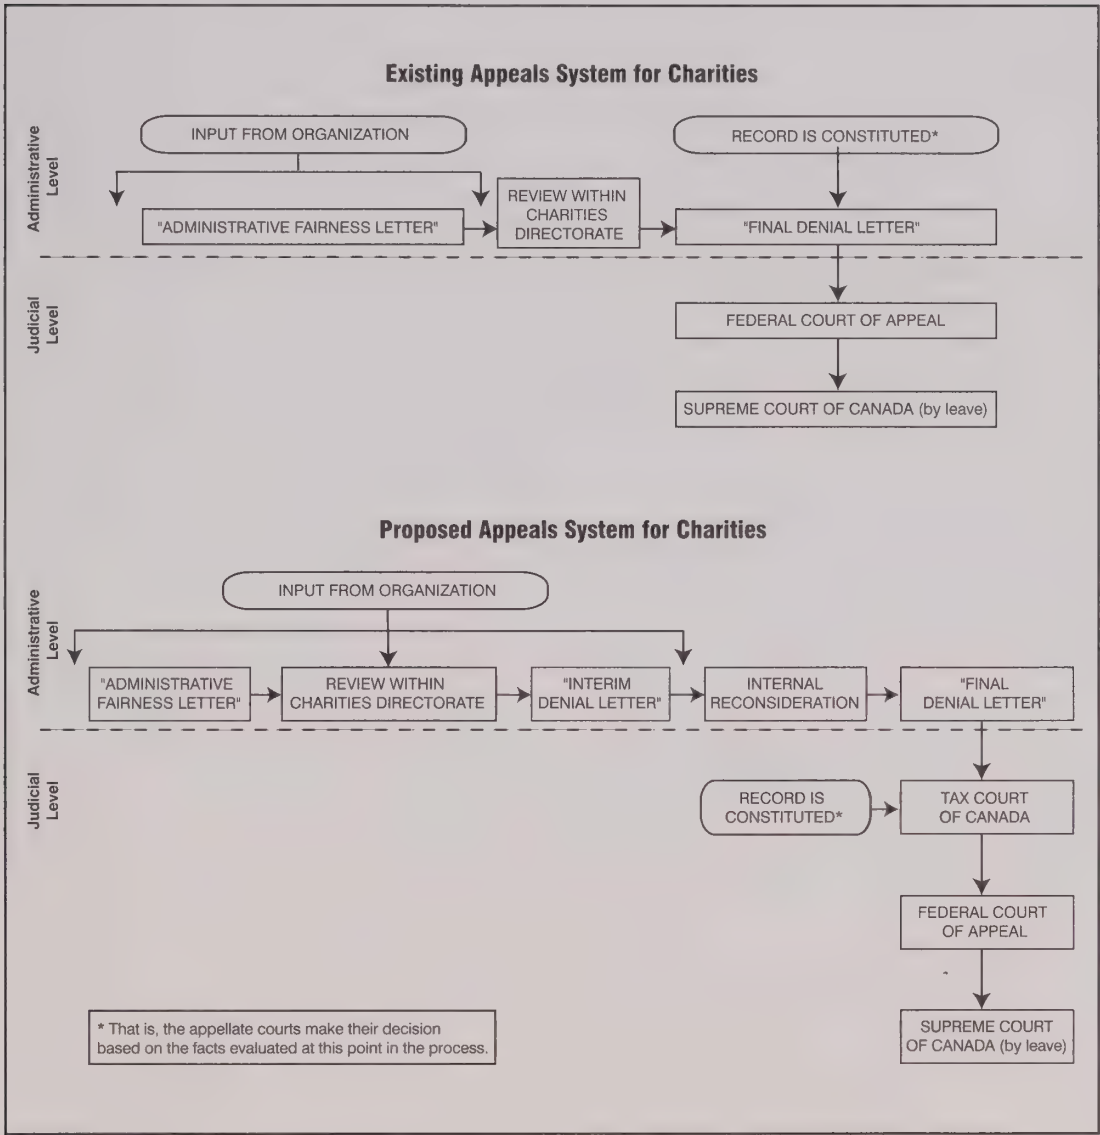 Existing Appeals System for Charities
Administrative
Level
INPUT FROM ORGANIZATION
RECORD IS CONSTITUTED*
"ADMINISTRATIVE FAIRNESS LETTER"
REVIEW WITHIN
CHARITIES
DIRECTORATE
"FINAL DENIAL LETTER"
Judicial
Level
FEDERAL COURT OF APPEAL
SUPREME COURT OF CANADA (by leave)
Proposed Appeals System for Charities
Administrative
Level
INPUT FROM ORGANIZATION
"ADMINISTRATIVE
FAIRNESS LETTER"
REVIEW WITHIN
CHARITIES DIRECTORATE
"INTERIM
DENIAL LETTER"
INTERNAL
RECONSIDERATION
"FINAL
DENIAL LETTER"
Judicial
Level
RECORD IS
CONSTITUTED*
TAX COURT
OF CANADA
FEDERAL COURT
OF APPEAL
SUPREME COURT
OF CANADA (by leave)
* That is, the appellate courts make their decision
based on the facts evaluated at this point in the process.